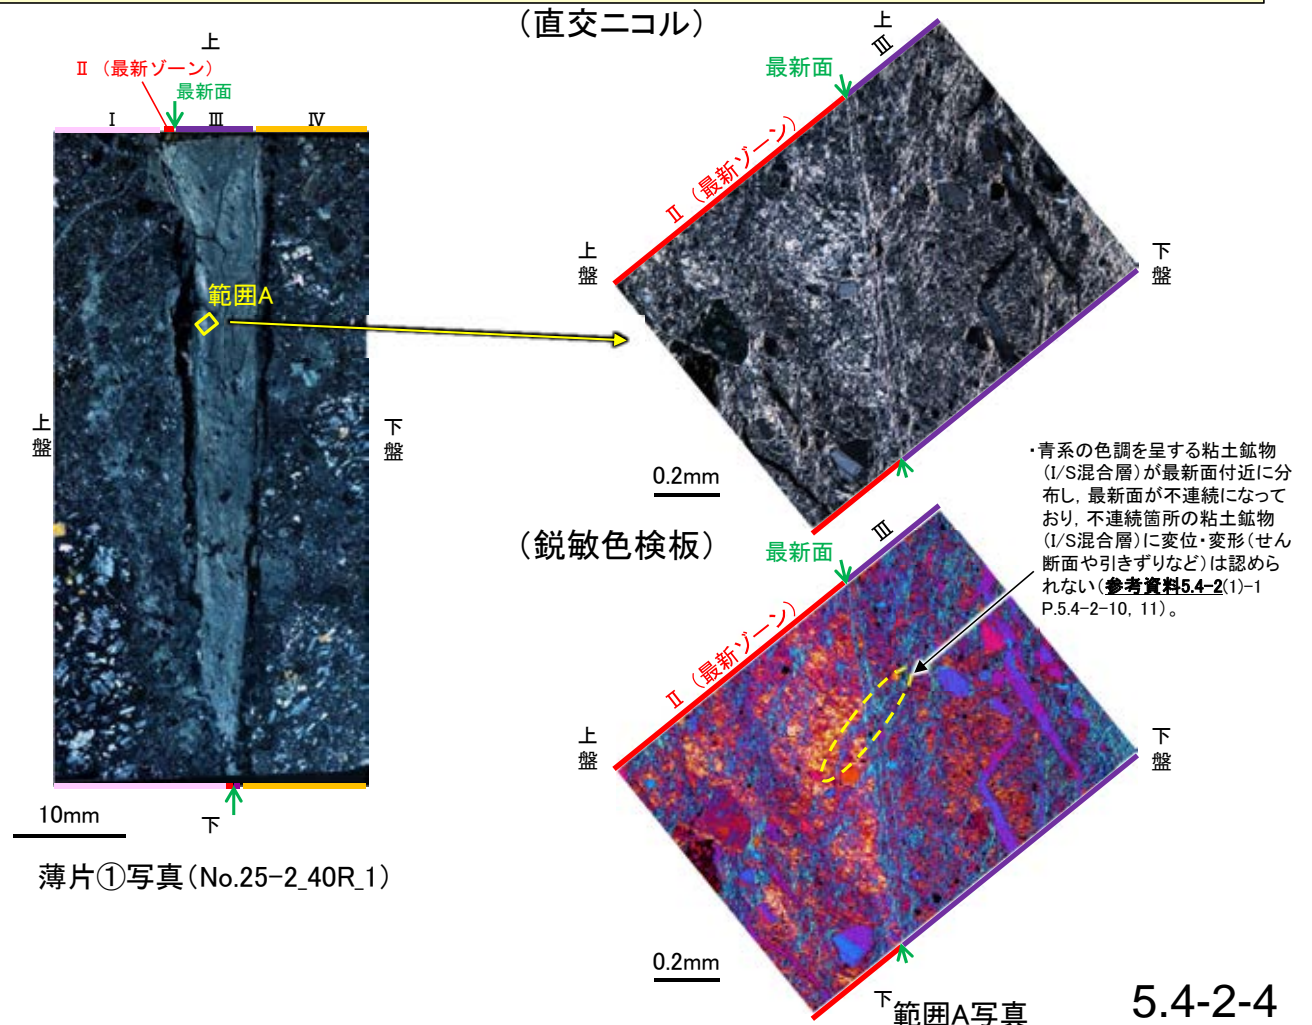 (直交ニコル)
上
Ⅱ (最新ゾーン)
最新面
Ⅰ
Ⅲ
Ⅳ
範囲A
上盤
下盤
10mm
下
薄片①写真(No.25-2_40R_1)
上
Ⅲ
最新面
Ⅱ (最新ゾーン)
上盤
下盤
0.2mm
(鋭敏色検板)
Ⅲ
最新面
Ⅱ (最新ゾーン)
上盤
下盤
0.2mm
下
範囲A写真
・青系の色調を呈する粘土鉱物
(I/S混合層)が最新面付近に分
布し, 最新面が不連続になって
おり, 不連続箇所の粘土鉱物
(I/S混合層)に変位・変形(せん
断面や引きずりなど)は認めら
れない(参考資料5.4-2(1)-1
P.5.4-2-10, 11)。
5.4-2-4